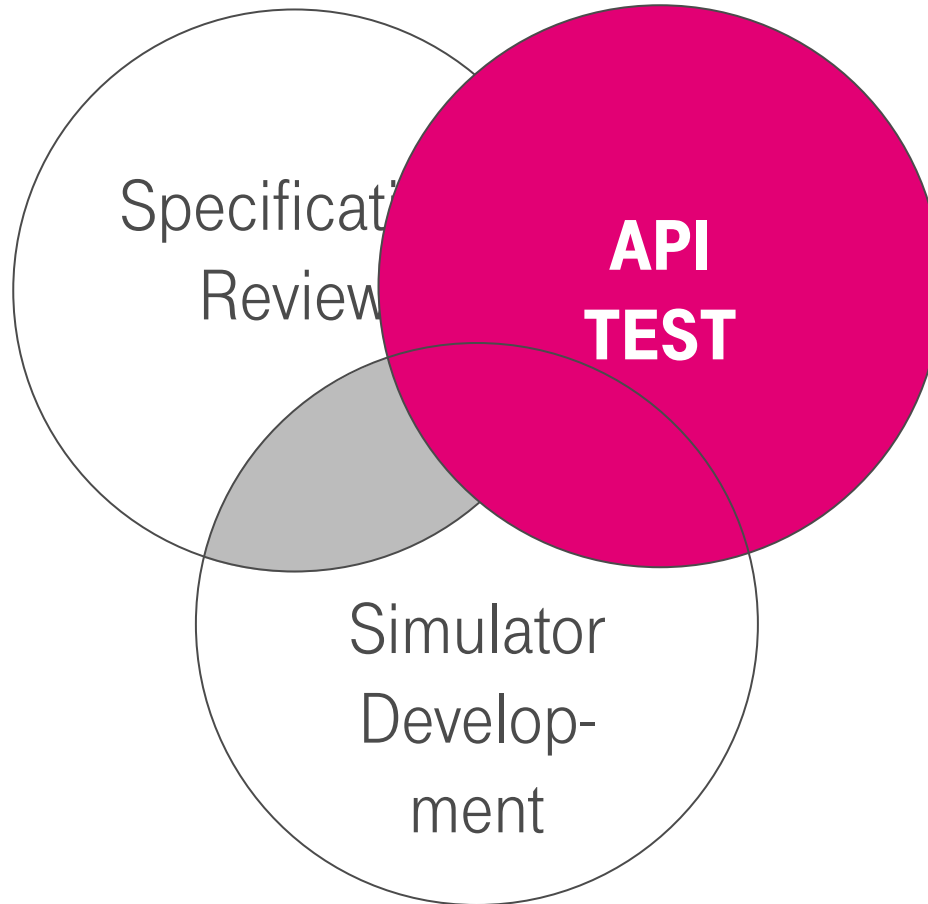 Specificati
Review
API
TEST
Simulator
Develop-
ment